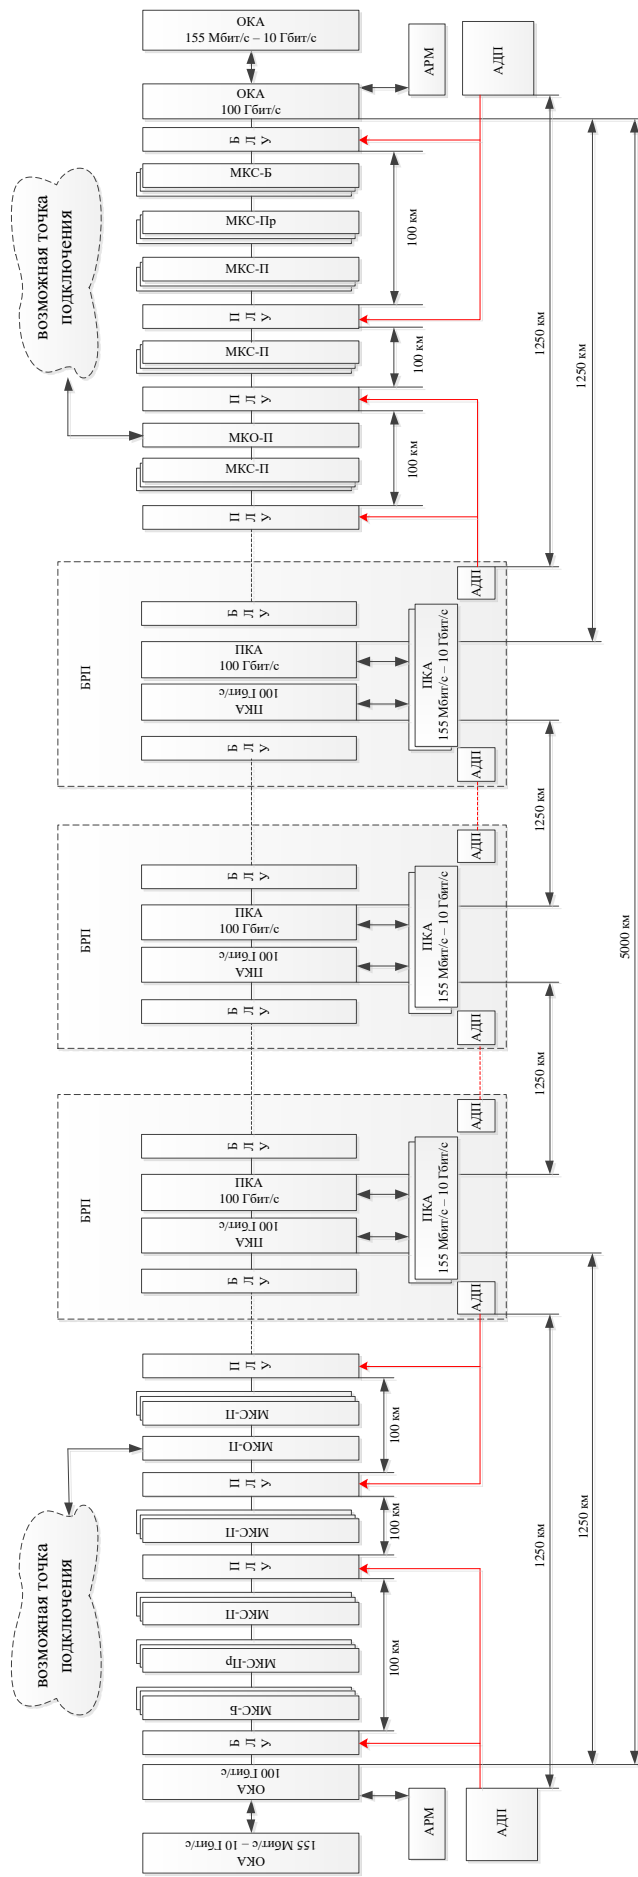 ОКА
155 Мбит/с – 10 Гбит/с
ОКА
100 Гбит/с
АРМ
АДП
Б
Л
У
МКС-Б
МКС-Пр
МКС-П
П
Л
У
МКС-П
П
Л
У
МКО-П
МКС-П
П
Л
У
возможная точка
подключения
100 км
100 км
100 км
1250 км
1250 км
5000 км
БРП
АДП
Б
Л
У
ПКА
100 Гбит/с
ПКА
100 Гбит/с
ПКА
155 Мбит/с – 10 Гбит/с
Б
Л
У
АДП
1250 км
БРП
АДП
Б
Л
У
ПКА
100 Гбит/с
ПКА
100 Гбит/с
ПКА
155 Мбит/с – 10 Гбит/с
Б
Л
У
АДП
1250 км
БРП
АДП
Б
Л
У
ПКА
100 Гбит/с
ПКА
100 Гбит/с
ПКА
155 Мбит/с – 10 Гбит/с
Б
Л
У
АДП
П
Л
У
МКС-П
МКО-П
П
Л
У
МКС-П
П
Л
У
МКС-П
МКС-Пр
МКС-Б
Б
Л
У
возможная точка
подключения
100 км
100 км
100 км
1250 км
1250 км
ОКА
100 Гбит/с
ОКА
155 Мбит/с – 10 Гбит/с
АРМ
АДП